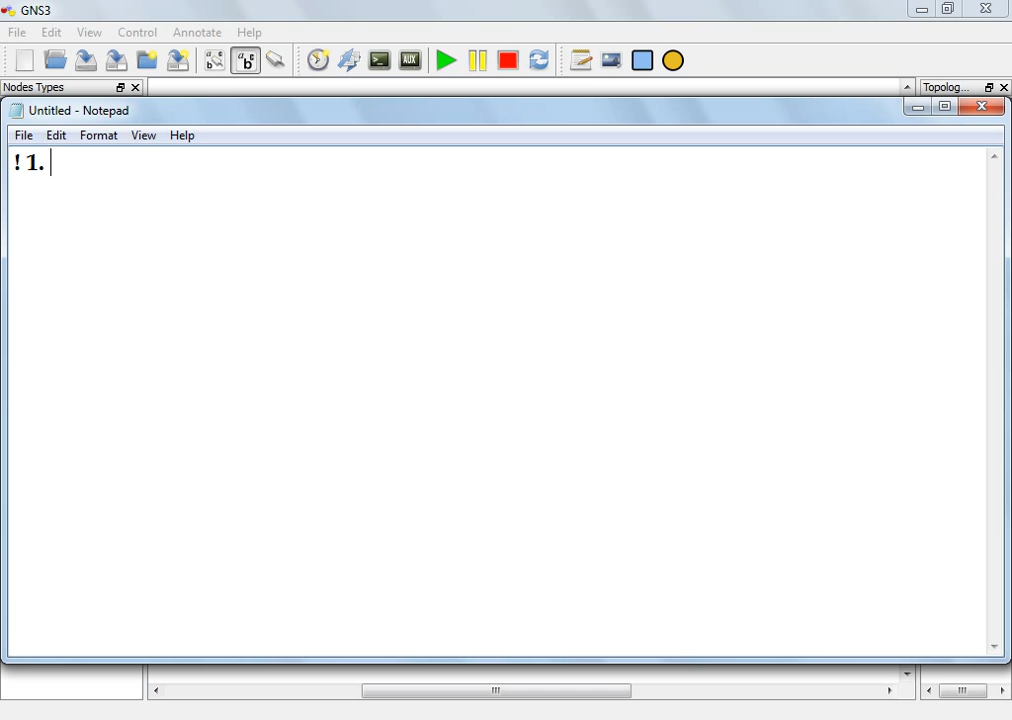 GNS3
File Edit View Control Annotate Help
AUX
Nodes Types
Topolog...
Untitled - Notepad
File Edit Format View Help
! 1.